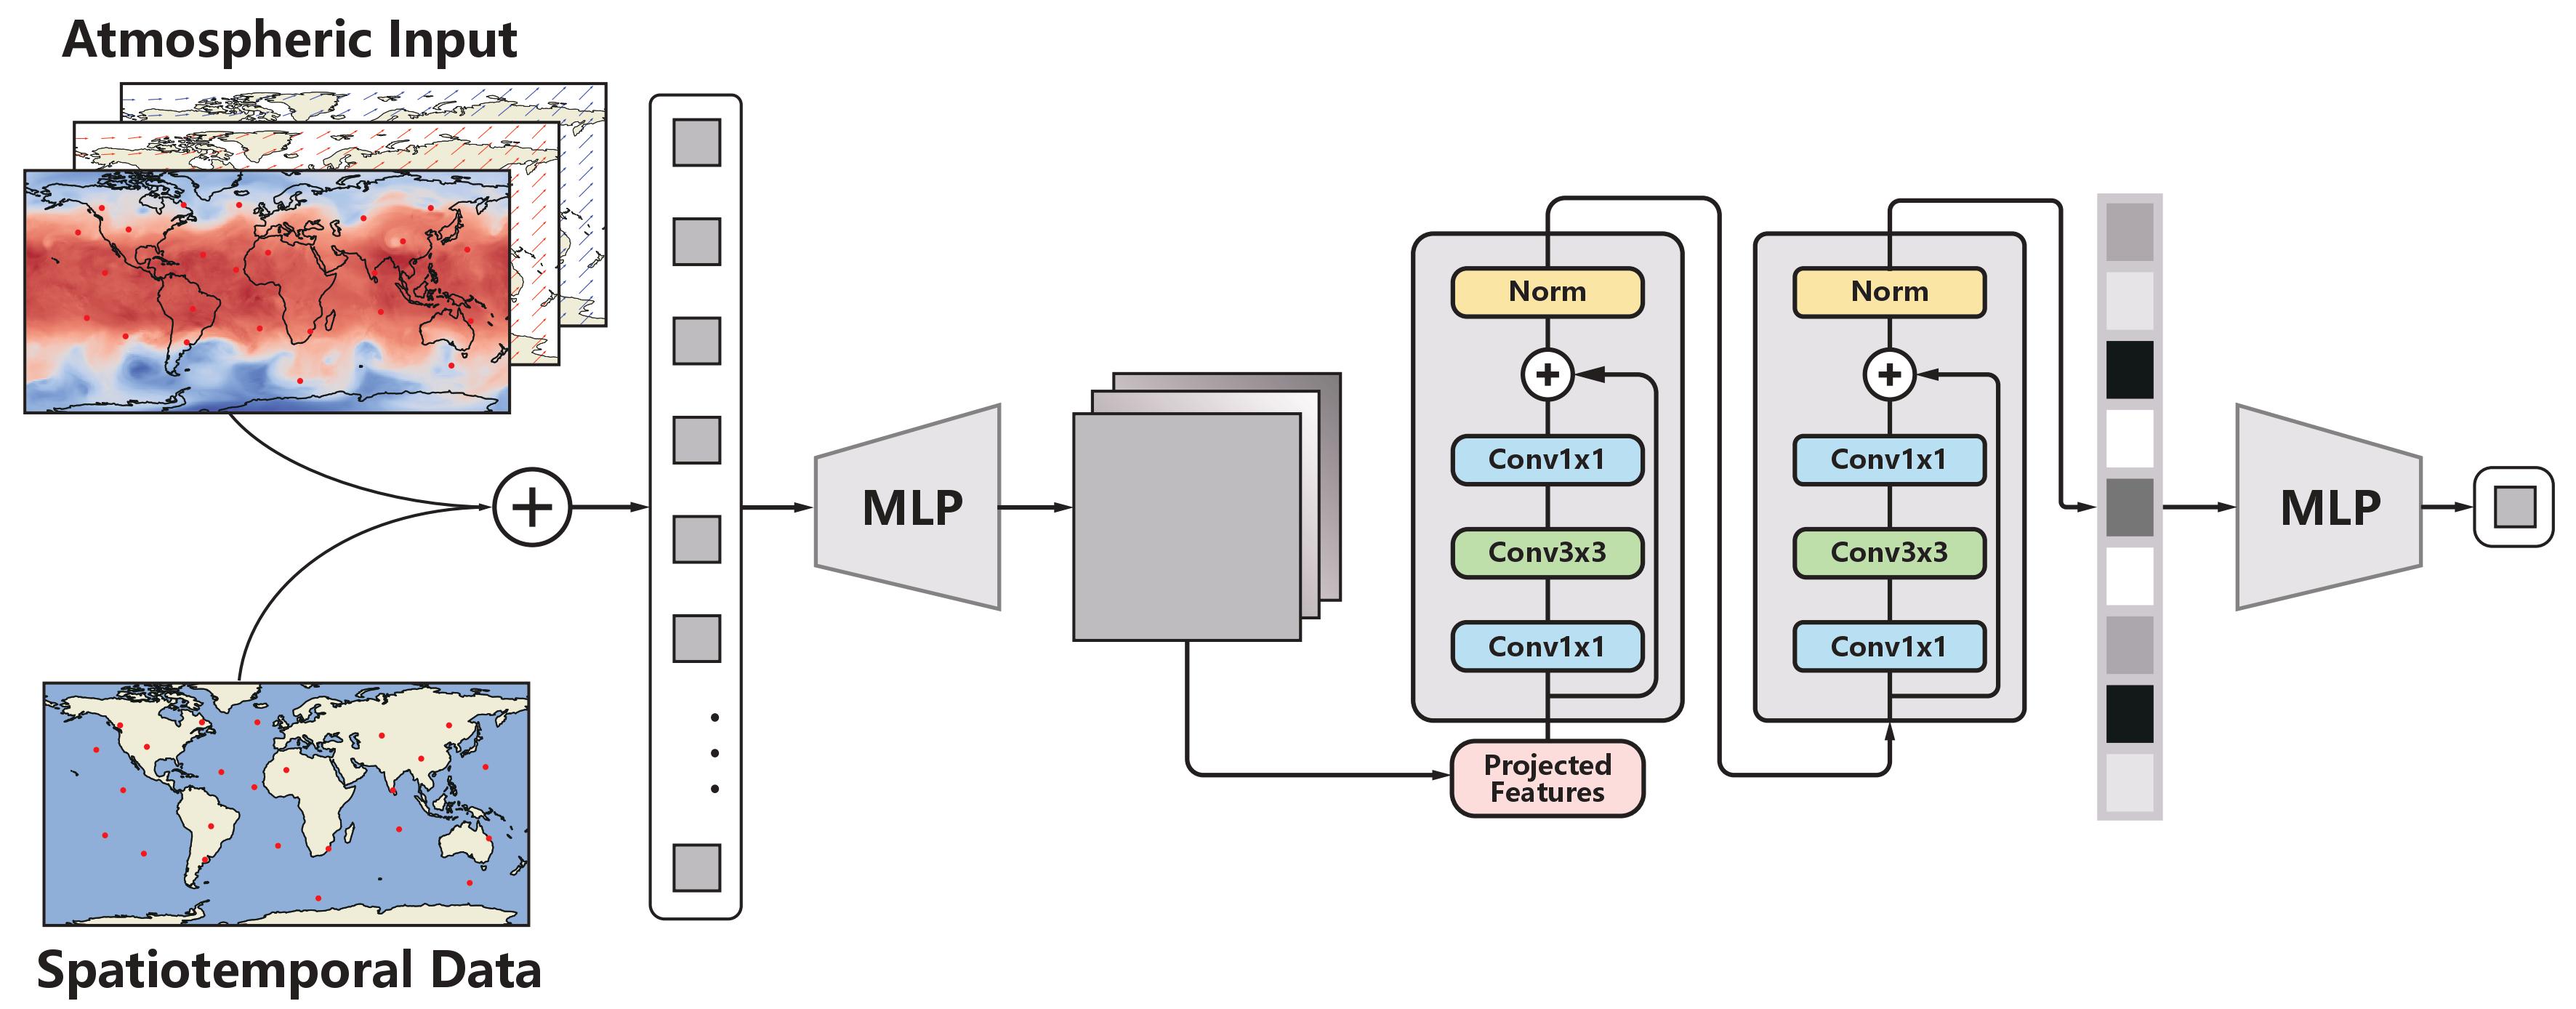 Atmospheric Input
Spatiotemporal Data
MLP
Projected
Features
Norm
Conv1x1
Conv3x3
Conv1x1
Norm
Conv1x1
Conv3x3
Conv1x1
MLP